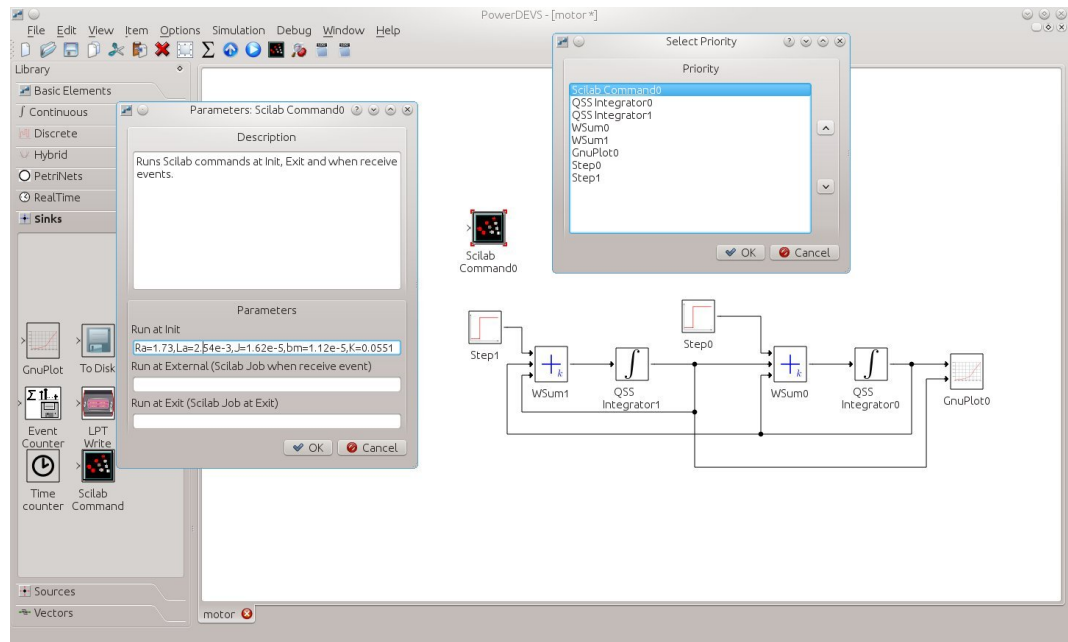 PowerDEVS - [motor *]
File Edit View Item Options Simulation Debug Window Help
Library
Basic Elements
Continuous
Discrete
Hybrid
PetriNets
RealTime
Sinks
GnuPlot
To Disk
Event Counter
LPT Write
Time counter
Scilab Command
Sources
Vectors
Parameters: Scilab Command0
Description
Runs Scilab commands at Init, Exit and when receive
events.
Parameters
Run at Init
Ra=1.73,La=2.54e-3,J=1.62e-5,bm=1.12e-5,K=0.0551
Run at External (Scilab Job when receive event)
Run at Exit (Scilab Job at Exit)
OK
Cancel
Select Priority
Priority
Scilab Command0
QSS Integrator0
QSS Integrator1
WSum0
WSum1
GnuPlot0
Step0
Step1
OK
Cancel
Scilab
Command0
Step1
Step0
k
WSum1
QSS
Integrator1
k
WSum0
QSS
Integrator0
GnuPlot0
motor